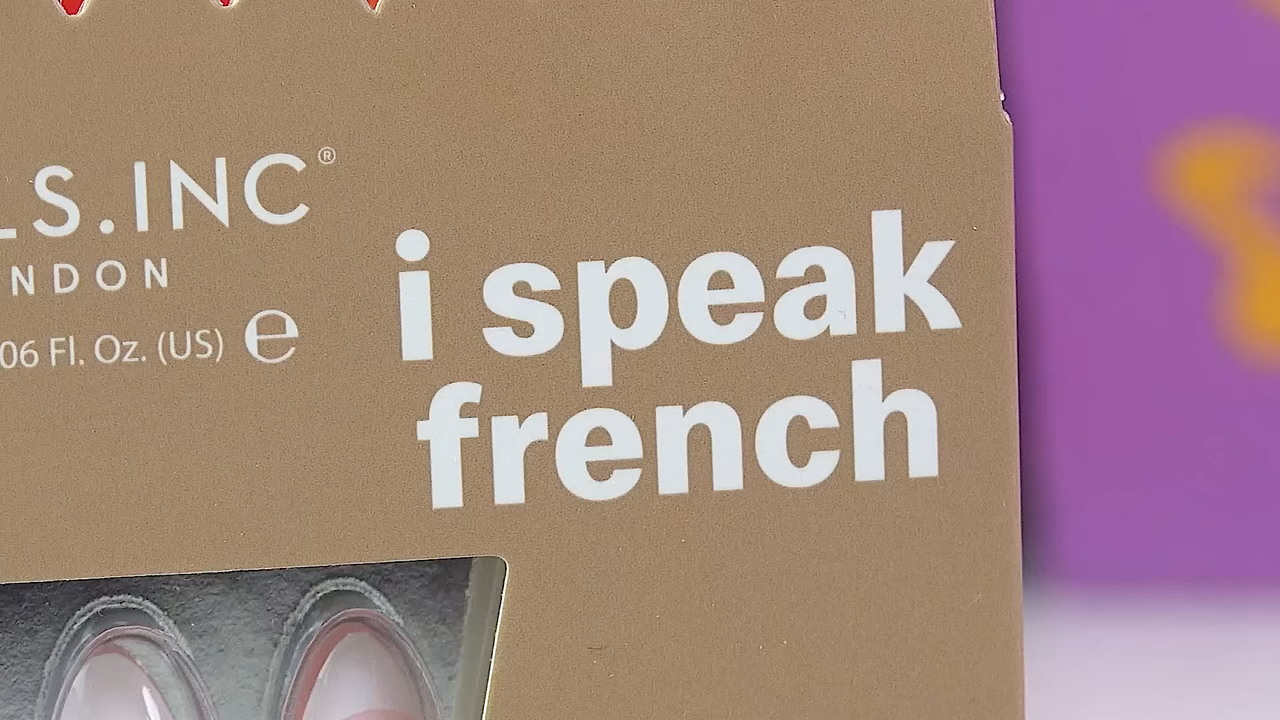 LS.INC®
NDON
06 Fl. Oz. (US) ℮
i speak
french